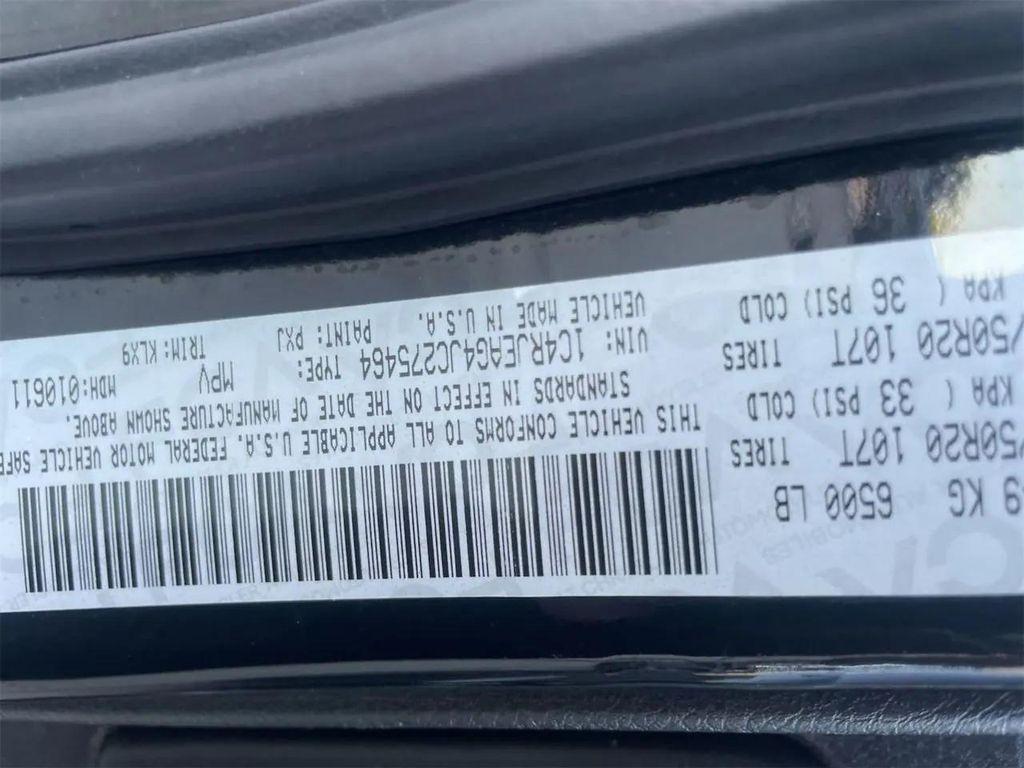 KG 6500 LB
50R20 107T TIRES
KPA ( 33 PSI) COLD
/50R20 107T TIRES
KPA ( 36 PSI) COLD
THIS VEHICLE CONFORMS TO ALL APPLICABLE U.S.A. FEDERAL MOTOR VEHICLE SAFE
STANDARDS IN EFFECT ON THE DATE OF MANUFACTURE SHOWN ABOVE.
VIN: 1C4RJEAG4JC275464 TYPE: MPV MDH:010611
VEHICLE MADE IN U.S.A. PAINT: PXJ TRIM: KLX9